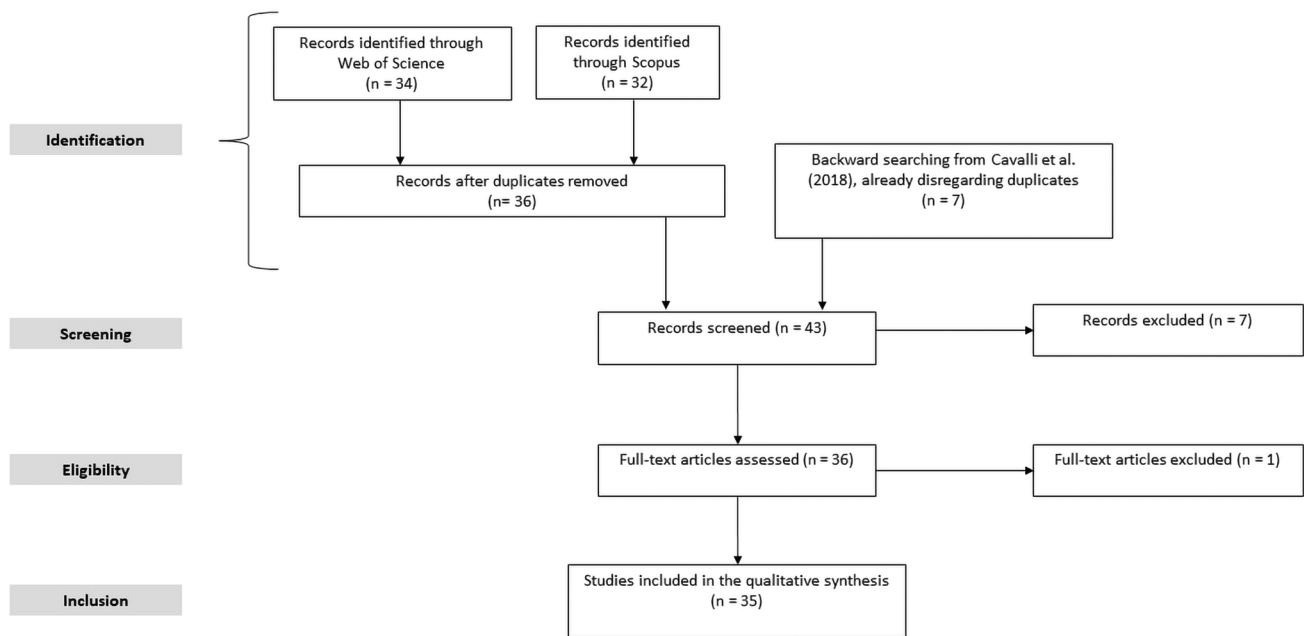 Records identified through
Web of Science
(n = 34)
Records identified
through Scopus
(n = 32)
Identification
Records after duplicates removed
(n= 36)
Backward searching from Cavalli et al.
(2018), already disregarding duplicates
(n = 7)
Screening
Records screened (n = 43)
Records excluded (n = 7)
Eligibility
Full-text articles assessed (n = 36)
Full-text articles excluded (n = 1)
Inclusion
Studies included in the qualitative synthesis
(n = 35)